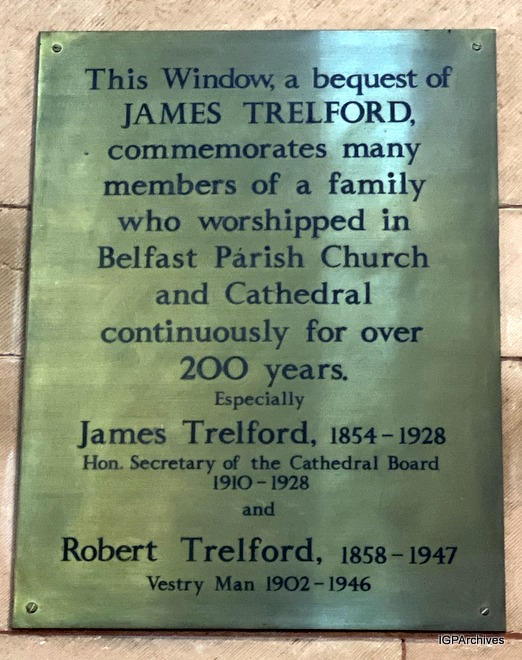 This Window, a bequest of
JAMES TRELFORD,
commemorates many
members of a family
who worshipped in
Belfast Parish Church
and Cathedral
continuously for over
200 years.
Especially
James Trelford, 1854-1928
Hon. Secretary of the Cathedral Board
1910-1928
and
Robert Trelford, 1858-1947
Vestry Man 1902-1946
IGPArchives